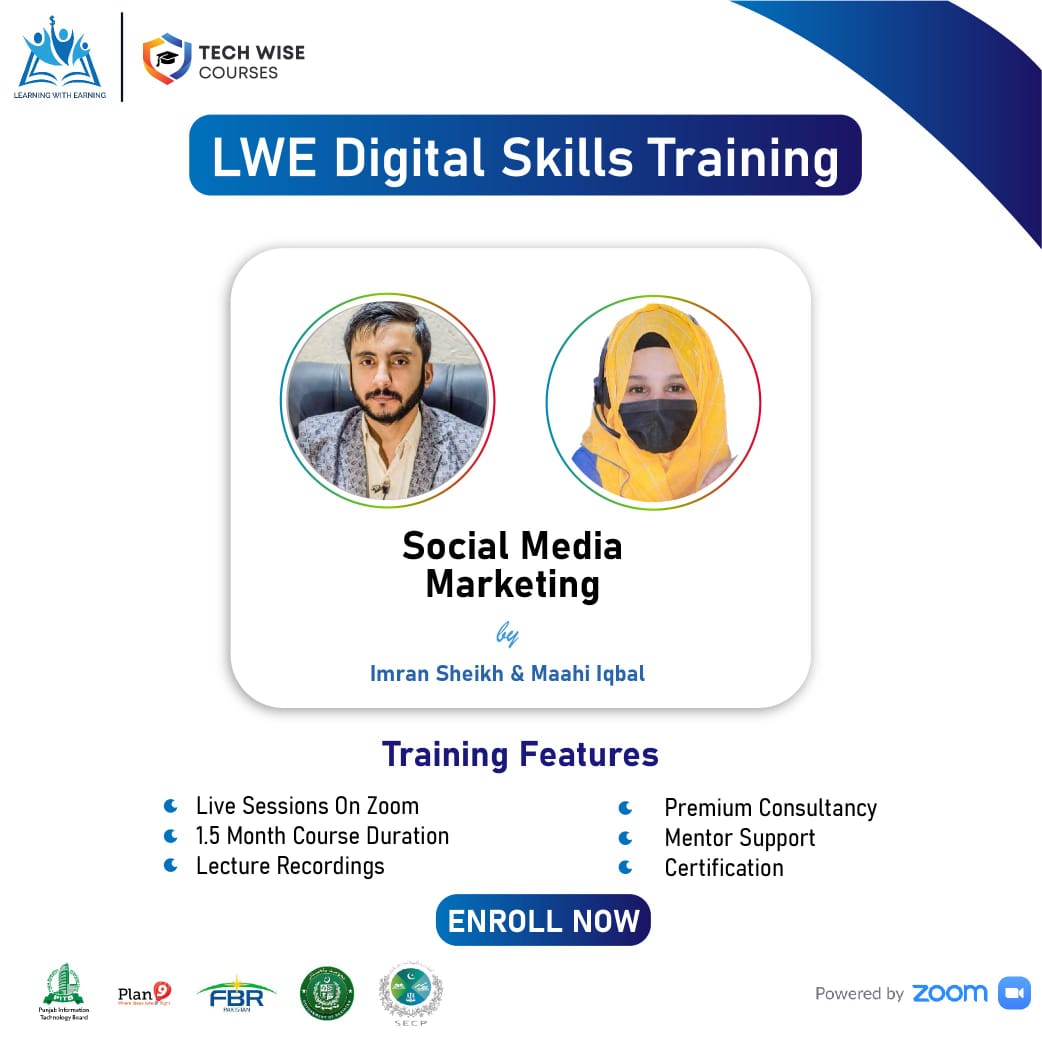 LEARNING WITH EARNING
TECH WISE
COURSES
LWE Digital Skills Training
Social Media
Marketing
by
Imran Sheikh & Maahi Iqbal
Training Features
Live Sessions On Zoom
1.5 Month Course Duration
Lecture Recordings
Premium Consultancy
Mentor Support
Certification
ENROLL NOW
PITB
Punjab Information
Technology Board
Plan9
FBR
PAKISTAN
SECP
Powered by zoom